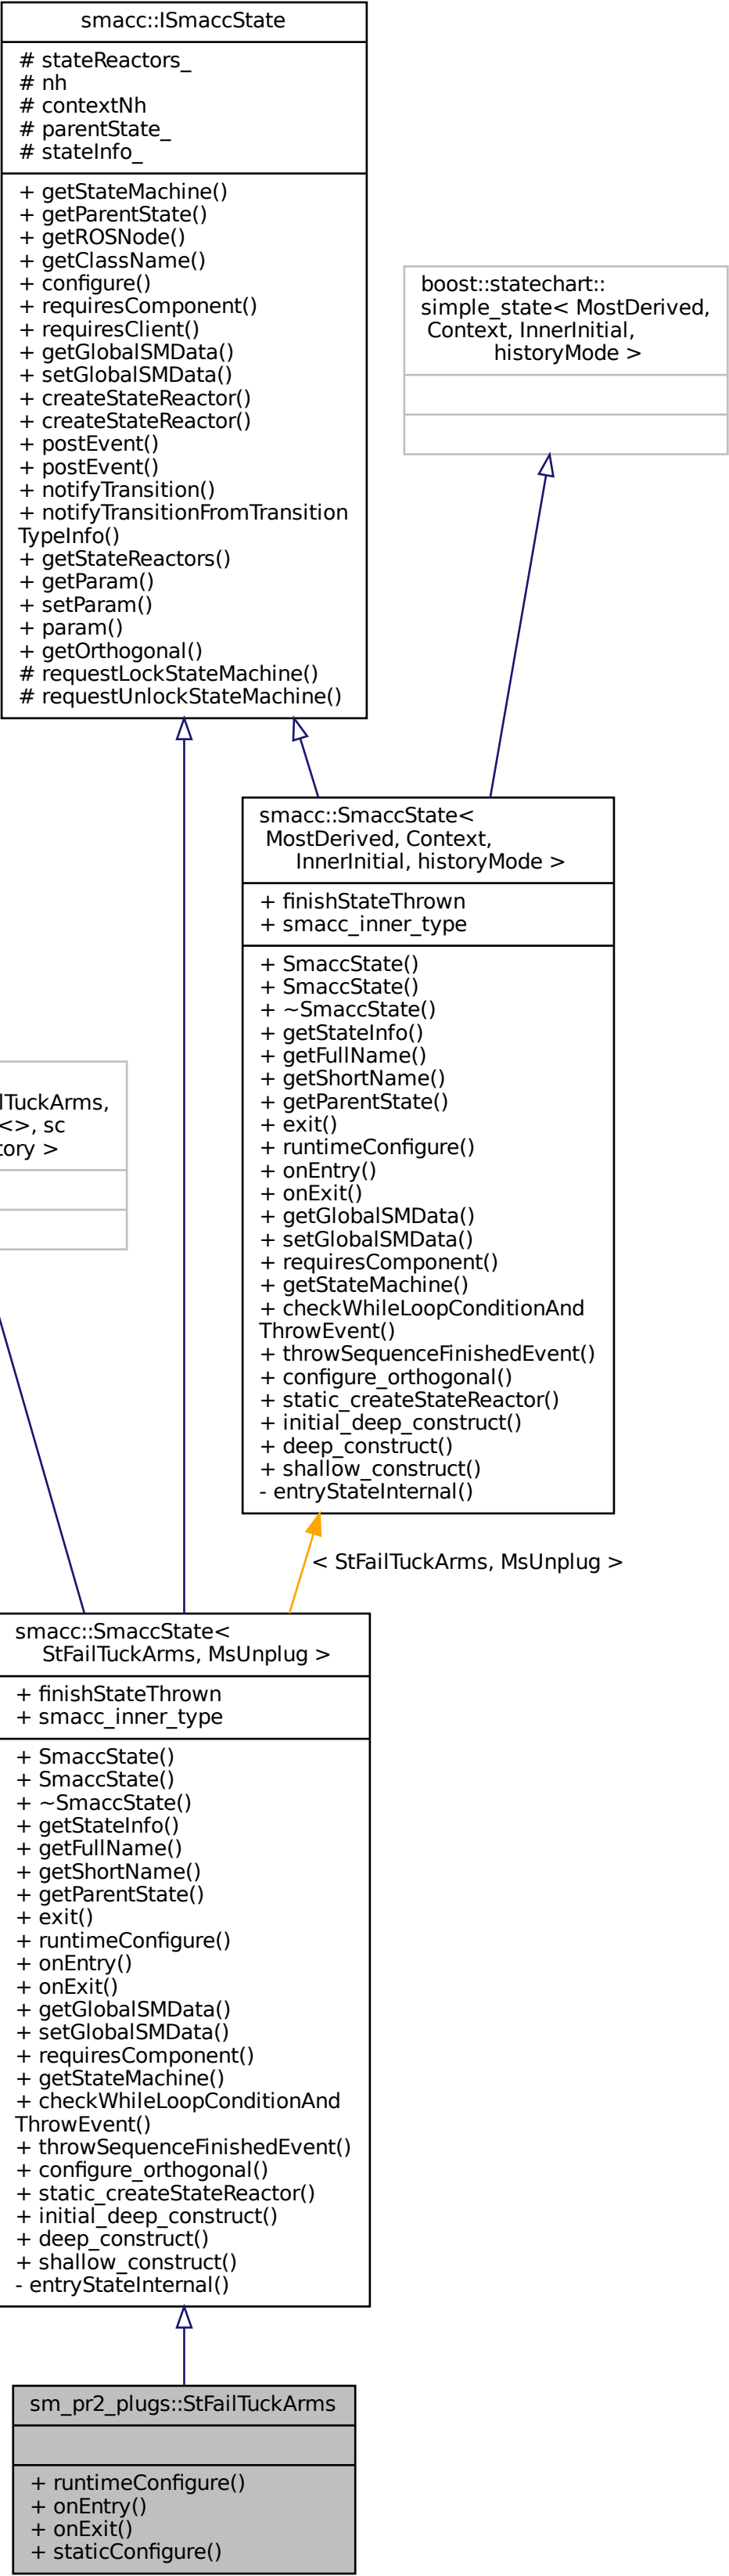 smacc::ISmaccState
# stateReactors_
# nh
# contextNh
# parentState_
# stateInfo_
+ getStateMachine()
+ getParentState()
+ getROSNode()
+ getClassName()
+ configure()
+ requiresComponent()
+ requiresClient()
+ getGlobalSMData()
+ setGlobalSMData()
+ createStateReactor()
+ createStateReactor()
+ postEvent()
+ postEvent()
+ notifyTransition()
+ notifyTransitionFromTransition
TypeInfo()
+ getStateReactors()
+ getParam()
+ setParam()
+ param()
+ getOrthogonal()
# requestLockStateMachine()
# requestUnlockStateMachine()
boost::statechart::
simple_state< MostDerived,
Context, InnerInitial,
historyMode >
smacc::SmaccState<
MostDerived, Context,
InnerInitial, historyMode >
+ finishStateThrown
+ smacc_inner_type
+ SmaccState()
+ SmaccState()
+ ~SmaccState()
+ getStateInfo()
+ getFullName()
+ getShortName()
+ getParentState()
+ exit()
+ runtimeConfigure()
+ onEntry()
+ onExit()
+ getGlobalSMData()
+ setGlobalSMData()
+ requiresComponent()
+ getStateMachine()
+ checkWhileLoopConditionAnd
ThrowEvent()
+ throwSequenceFinishedEvent()
+ configure_orthogonal()
+ static_createStateReactor()
+ initial_deep_construct()
+ deep_construct()
+ shallow_construct()
- entryStateInternal()
lTuckArms,
<>, sc
tory >
< StFailTuckArms, MsUnplug >
smacc::SmaccState<
StFailTuckArms, MsUnplug >
+ finishStateThrown
+ smacc_inner_type
+ SmaccState()
+ SmaccState()
+ ~SmaccState()
+ getStateInfo()
+ getFullName()
+ getShortName()
+ getParentState()
+ exit()
+ runtimeConfigure()
+ onEntry()
+ onExit()
+ getGlobalSMData()
+ setGlobalSMData()
+ requiresComponent()
+ getStateMachine()
+ checkWhileLoopConditionAnd
ThrowEvent()
+ throwSequenceFinishedEvent()
+ configure_orthogonal()
+ static_createStateReactor()
+ initial_deep_construct()
+ deep_construct()
+ shallow_construct()
- entryStateInternal()
sm_pr2_plugs::StFailTuckArms
+ runtimeConfigure()
+ onEntry()
+ onExit()
+ staticConfigure()